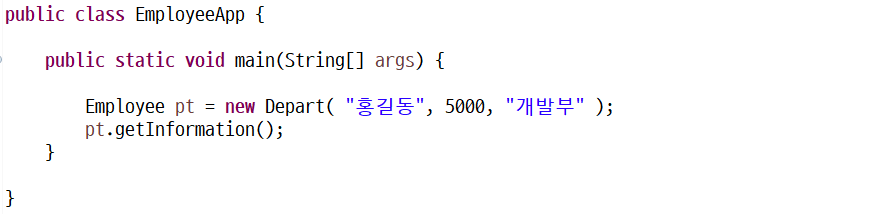 public class EmployeeApp {
public static void main(String[] args) {
Employee pt = new Depart( "홍길동", 5000, "개발부" );
pt.getInformation();
}
}